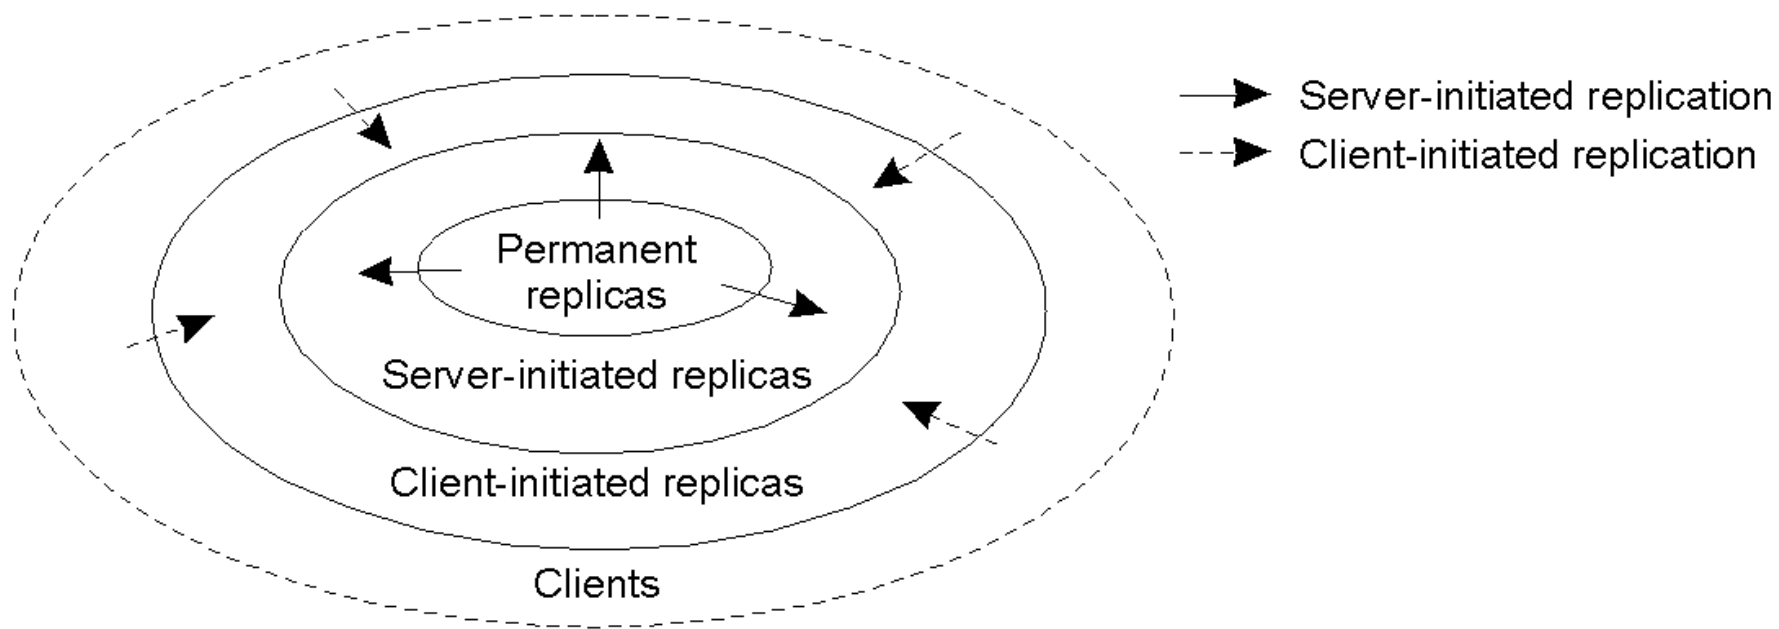 Server-initiated replication
Client-initiated replication
Permanent
replicas
Server-initiated replicas
Client-initiated replicas
Clients